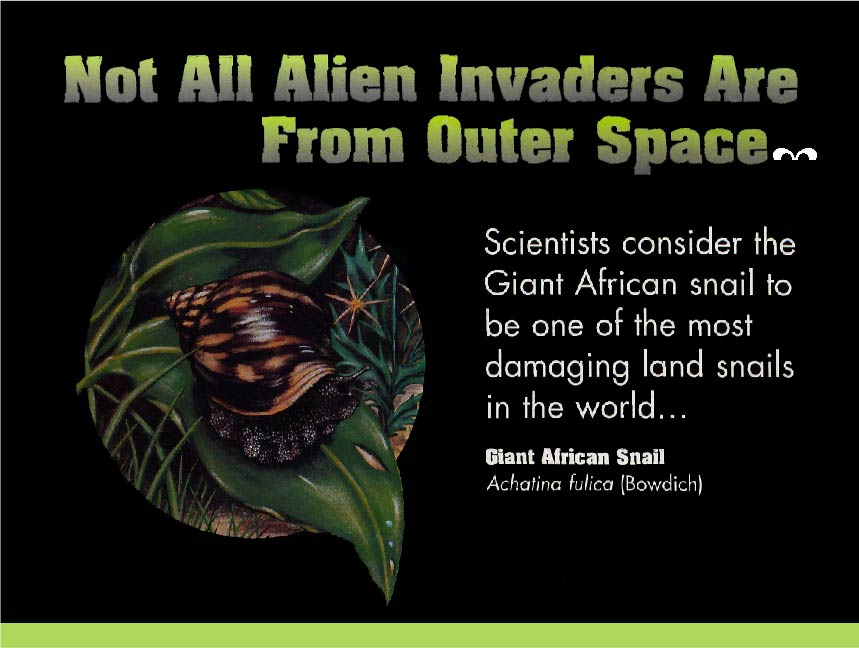 Not All Alien Invaders Are
From Outer Space...
Scientists consider the
Giant African snail to
be one of the most
damaging land snails
in the world...
Giant African Snail
Achatina fulica (Bowdich)